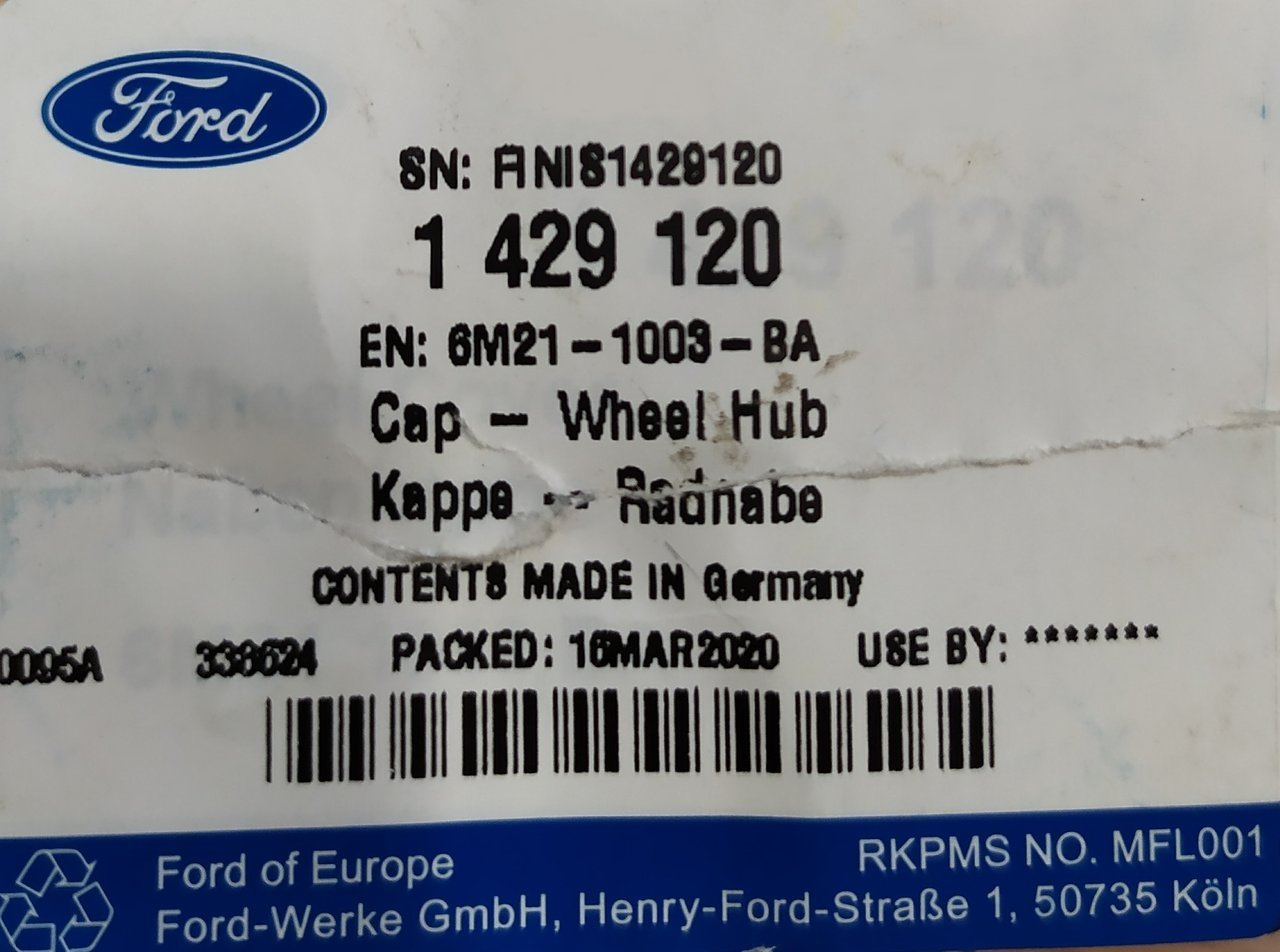 Ford
SN: FINIS1429120
1 429 120
EN: 6M21-1003-BA
Cap - Wheel Hub
Kappe - Radnabe
CONTENTS MADE IN Germany
0095A 336624 PACKED: 16MAR2020 USE BY: *******
Ford of Europe
RKPMS NO. MFL001
Ford-Werke GmbH, Henry-Ford-Straße 1, 50735 Köln